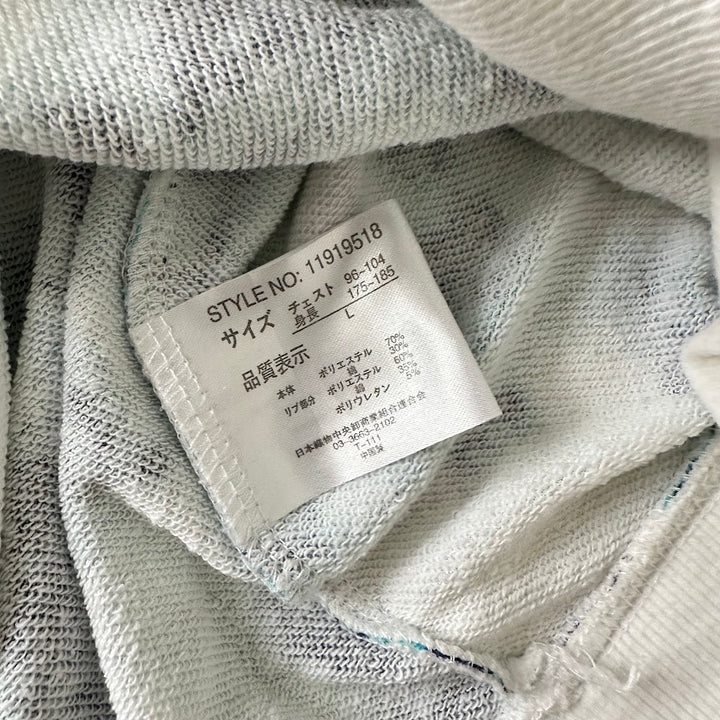 STYLE NO: 11919518
サイズ チェスト 96-104
身長 175-185
L
品質表示
本体 ポリエステル 70%
綿 30%
リブ部分 ポリエステル 60%
綿 35%
ポリウレタン 5%
日本織物中央卸商業組合連合会
03-3663-2102
T-111
中国製